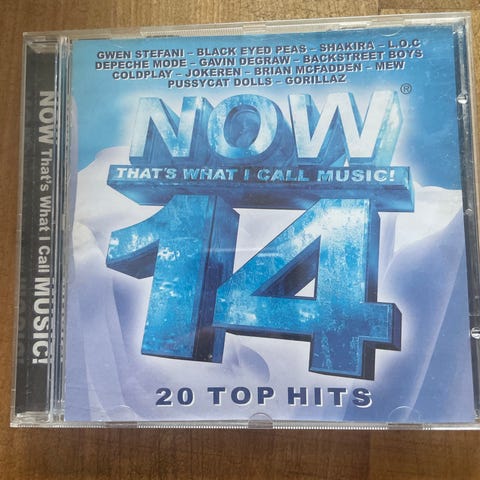 GWEN STEFANI – BLACK EYED PEAS – SHAKIRA – L.O.C
DEPECHE MODE – GAVIN DEGRAW – BACKSTREET BOYS
COLDPLAY – JOKEREN – BRIAN MCFADDEN – MEW
PUSSYCAT DOLLS – GORILLAZ
NOW®
THAT'S WHAT I CALL MUSIC!
14
20 TOP HITS
NOW That's What I Call MUSIC!